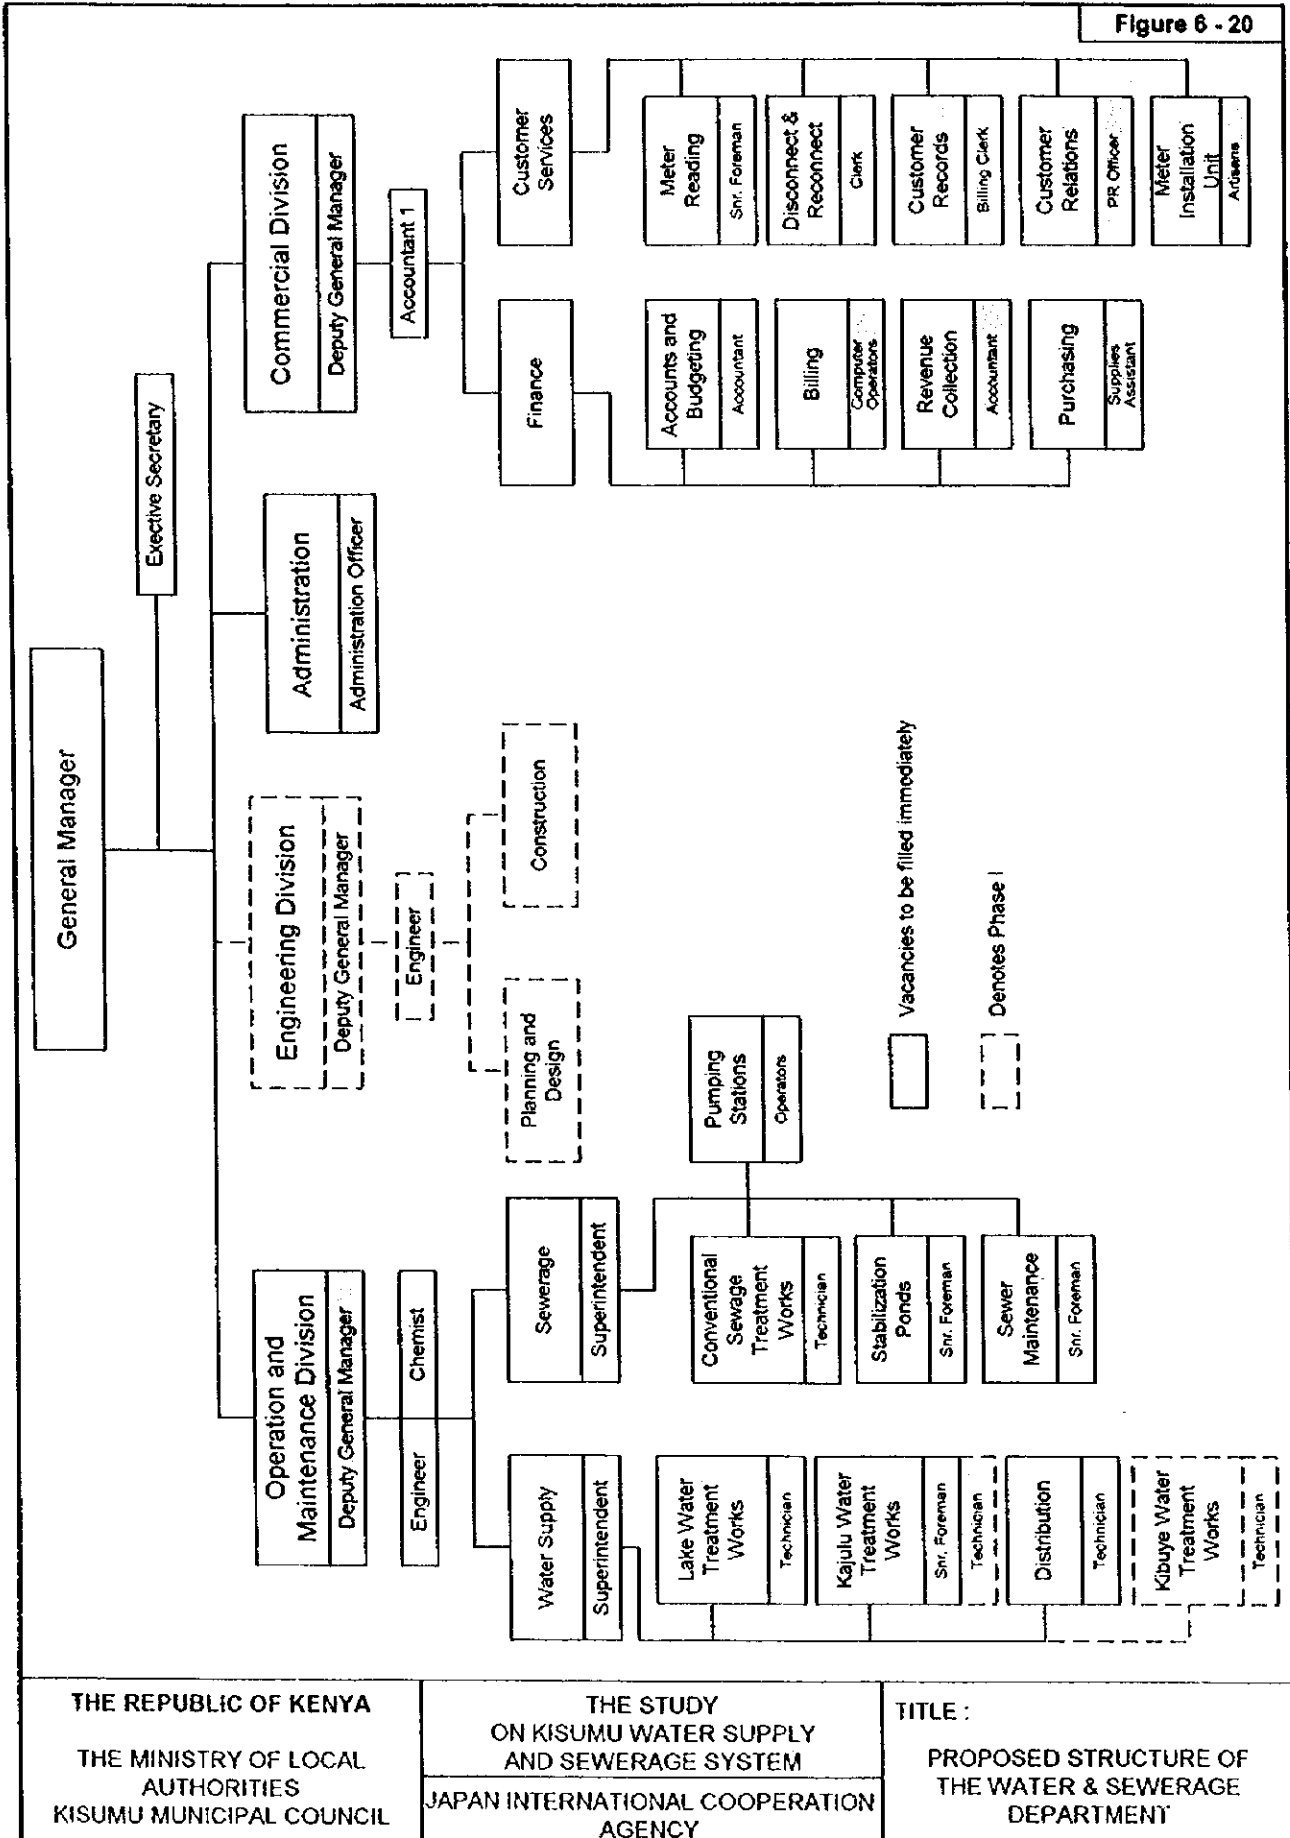 Figure 6 - 20
General Manager
Exective Secretary
Operation and
Maintenance Division
Deputy General Manager
Engineer
Chemist
Water Supply
Superintendent
Lake Water
Treatment
Works
Technician
Kajulu Water
Treatment
Works
Snr. Foreman
Technician
Distribution
Technician
Kibuye Water
Treatment
Works
Technician
Sewerage
Superintendent
Conventional
Sewage
Treatment
Works
Technician
Pumping
Stations
Operators
Stabilization
Ponds
Snr. Foreman
Sewer
Maintenance
Snr. Foreman
Engineering Division
Deputy General Manager
Engineer
Planning and
Design
Construction
Administration
Administration Officer
Commercial Division
Deputy General Manager
Accountant 1
Finance
Accounts and
Budgeting
Accountant
Billing
Computer
Operators
Revenue
Collection
Accountant
Purchasing
Supplies
Assistant
Customer
Services
Meter
Reading
Snr. Foreman
Disconnect &
Reconnect
Clerk
Customer
Records
Billing Clerk
Customer
Relations
PR Officer
Meter
Installation
Unit
Artisans
Vacancies to be filled immediately
Denotes Phase I
THE REPUBLIC OF KENYA
THE MINISTRY OF LOCAL
AUTHORITIES
KISUMU MUNICIPAL COUNCIL
THE STUDY
ON KISUMU WATER SUPPLY
AND SEWERAGE SYSTEM
JAPAN INTERNATIONAL COOPERATION
AGENCY
TITLE :
PROPOSED STRUCTURE OF
THE WATER & SEWERAGE
DEPARTMENT